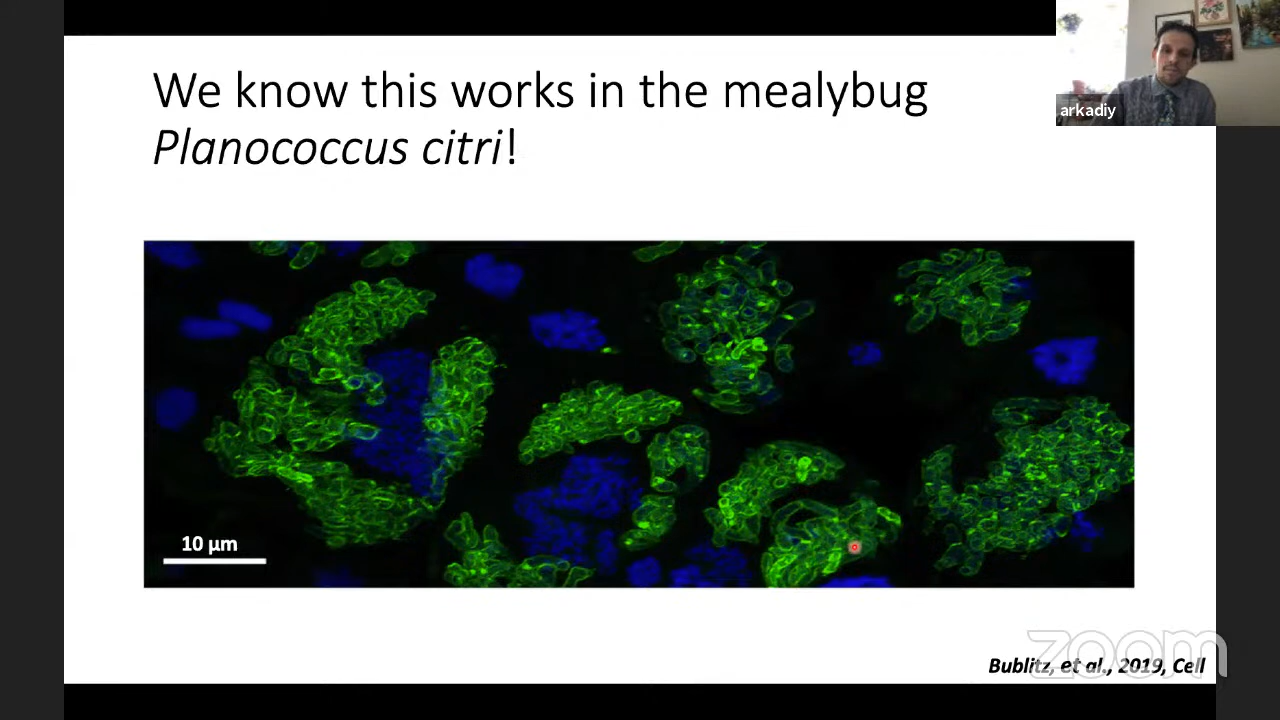 arkadiy
We know this works in the mealybug
Planococcus citri!
10 µm
Bublitz, et al., 2019, Cell
zoom